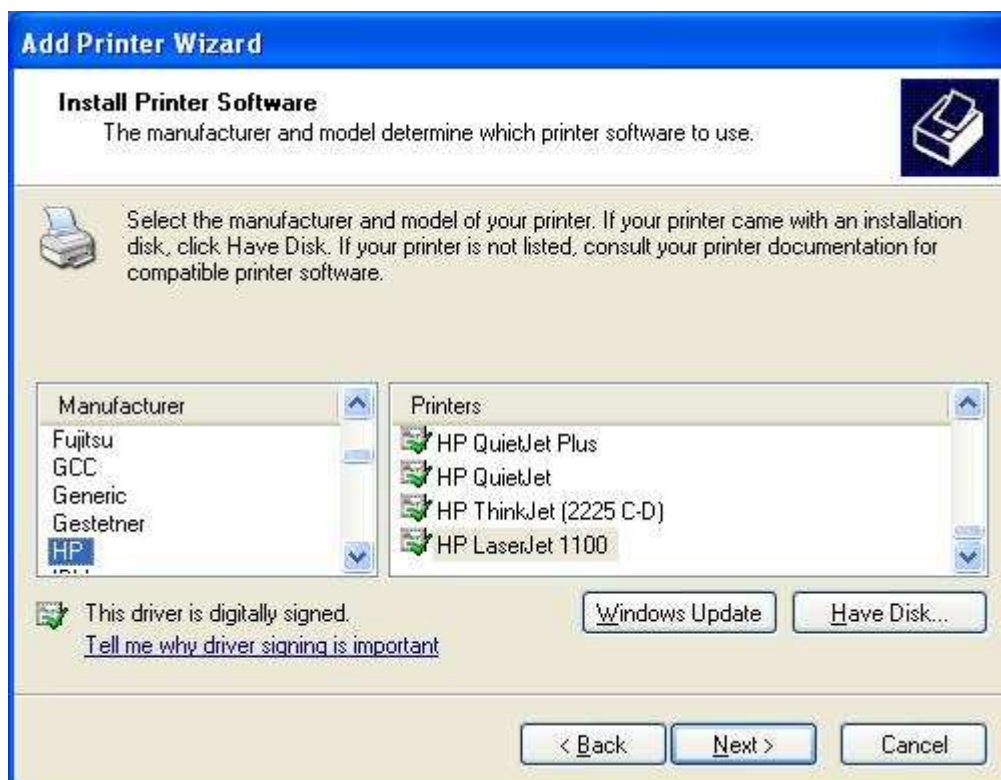 Add Printer Wizard
Install Printer Software
The manufacturer and model determine which printer software to use.
Select the manufacturer and model of your printer. If your printer came with an installation
disk, click Have Disk. If your printer is not listed, consult your printer documentation for
compatible printer software.
Manufacturer
Fujitsu
GCC
Generic
Gestetner
HP
Printers
HP QuietJet Plus
HP QuietJet
HP ThinkJet (2225 C-D)
HP LaserJet 1100
This driver is digitally signed.
Tell me why driver signing is important
Windows Update
Have Disk...
< Back
Next >
Cancel